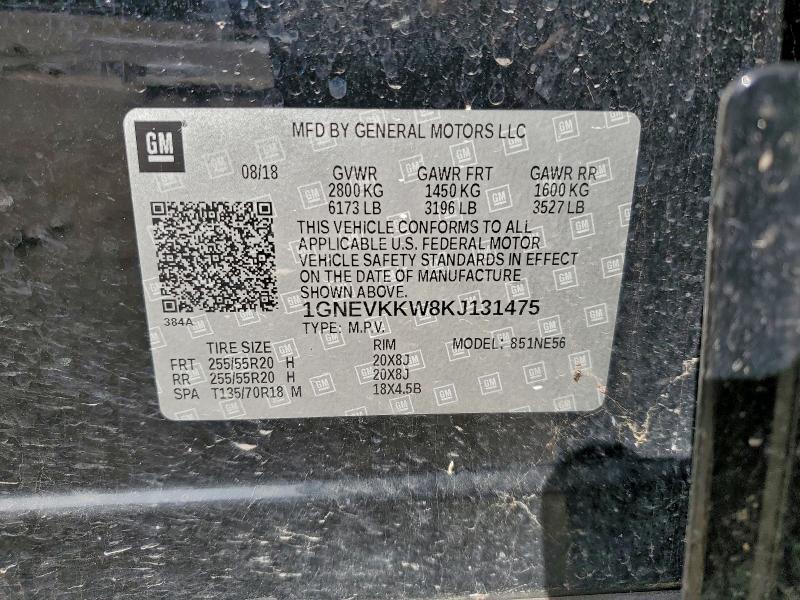 GM
MFD BY GENERAL MOTORS LLC
08/18 GVWR GAWR FRT GAWR RR
2800 KG 1450 KG 1600 KG
6173 LB 3196 LB 3527 LB
THIS VEHICLE CONFORMS TO ALL
APPLICABLE U.S. FEDERAL MOTOR
VEHICLE SAFETY STANDARDS IN EFFECT
ON THE DATE OF MANUFACTURE
SHOWN ABOVE.
384A
1GNEVKKW8KJ131475
TYPE: M.P.V. MODEL: 851NE56
TIRE SIZE RIM
FRT 255/55R20 H 20X8J
RR 255/55R20 H 20X8J
SPA T135/70R18 M 18X4.5B